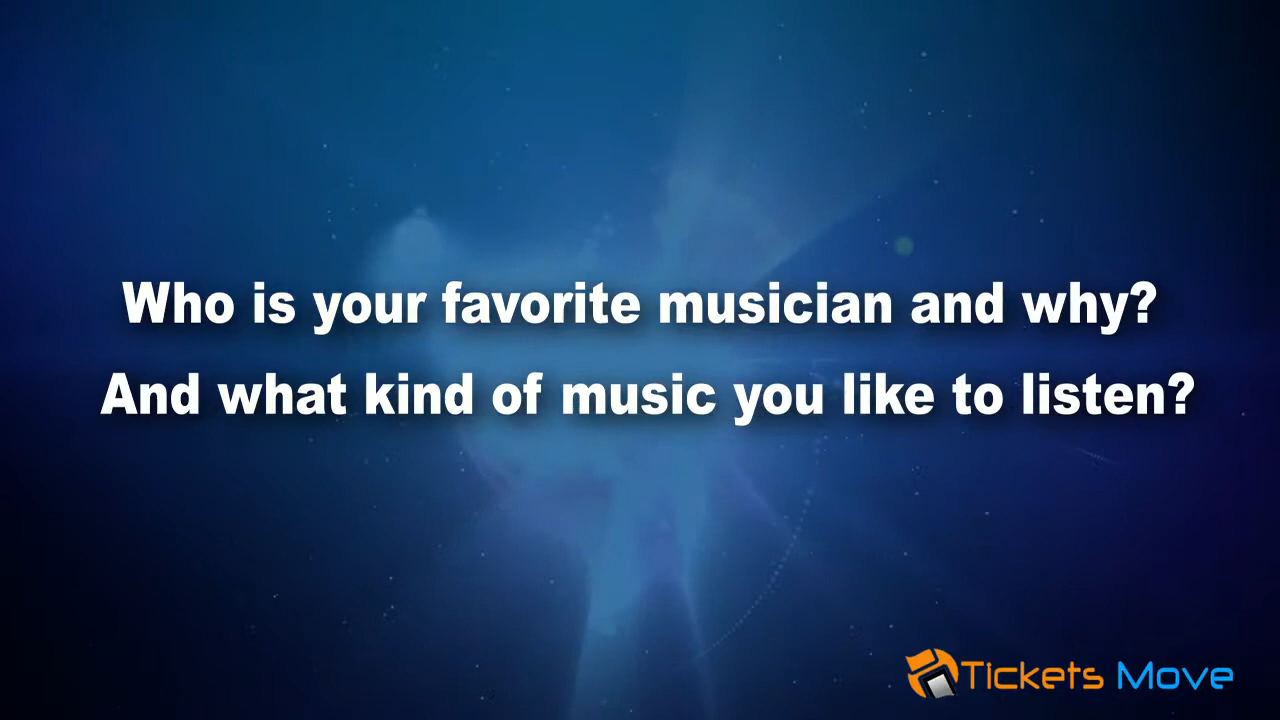 Who is your favorite musician and why?
And what kind of music you like to listen?
Tickets Move